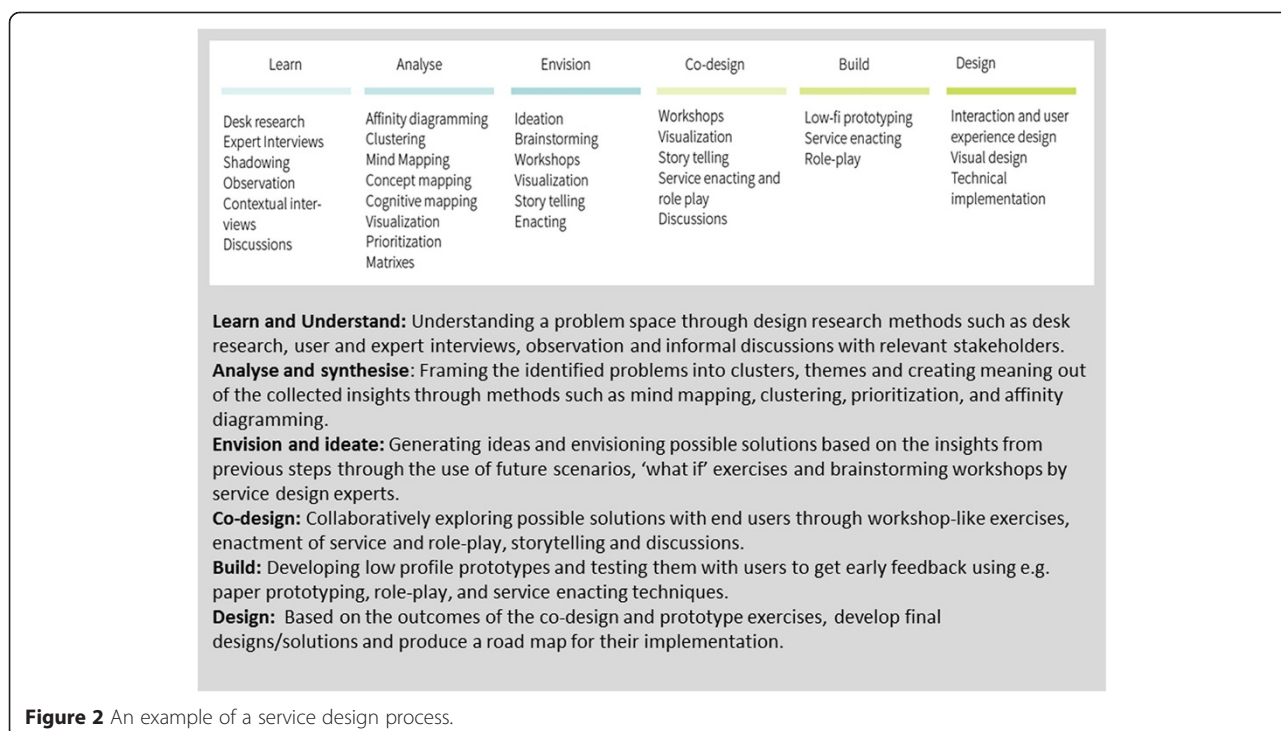 Learn
Analyse
Envision
Co-design
Build
Design
Desk research
Expert Interviews
Shadowing
Observation
Contextual inter-
views
Discussions
Affinity diagramming
Clustering
Mind Mapping
Concept mapping
Cognitive mapping
Visualization
Prioritization
Matrixes
Ideation
Brainstorming
Workshops
Visualization
Story telling
Enacting
Workshops
Visualization
Story telling
Service enacting and
role play
Discussions
Low-fi prototyping
Service enacting
Role-play
Interaction and user
experience design
Visual design
Technical
implementation
Learn and Understand: Understanding a problem space through design research methods such as desk
research, user and expert interviews, observation and informal discussions with relevant stakeholders.
Analyse and synthesise: Framing the identified problems into clusters, themes and creating meaning out
of the collected insights through methods such as mind mapping, clustering, prioritization, and affinity
diagramming.
Envision and ideate: Generating ideas and envisioning possible solutions based on the insights from
previous steps through the use of future scenarios, ‘what if’ exercises and brainstorming workshops by
service design experts.
Co-design: Collaboratively exploring possible solutions with end users through workshop-like exercises,
enactment of service and role-play, storytelling and discussions.
Build: Developing low profile prototypes and testing them with users to get early feedback using e.g.
paper prototyping, role-play, and service enacting techniques.
Design: Based on the outcomes of the co-design and prototype exercises, develop final
designs/solutions and produce a road map for their implementation.
Figure 2 An example of a service design process.